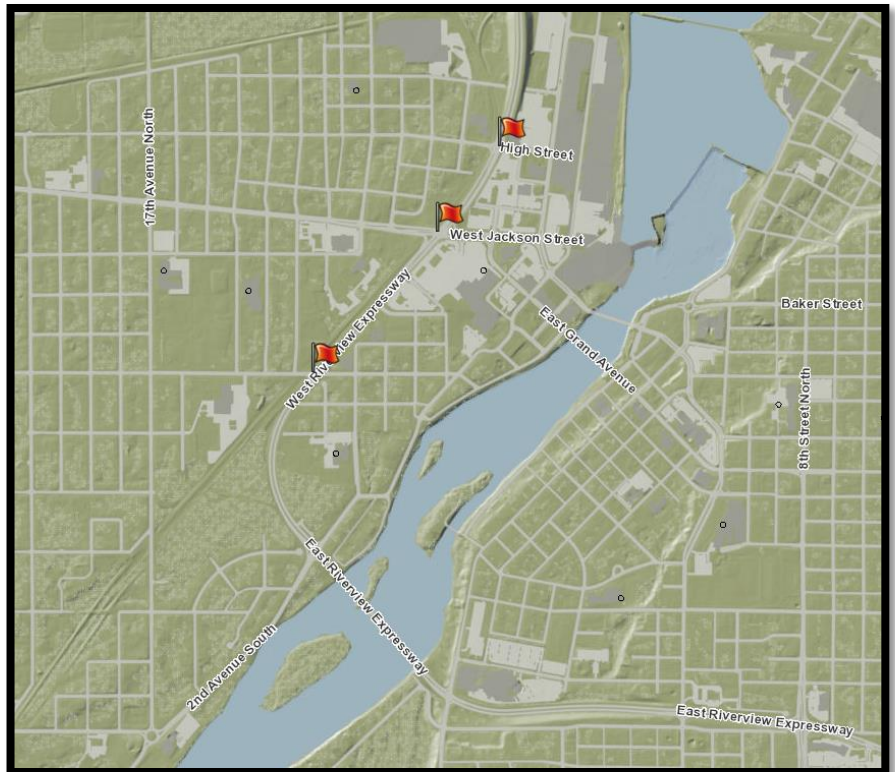 17th Avenue North
High Street
West Jackson Street
West Riverview Expressway
Baker Street
East Grand Avenue
8th Street North
East Riverview Expressway
2nd Avenue South
East Riverview Expressway